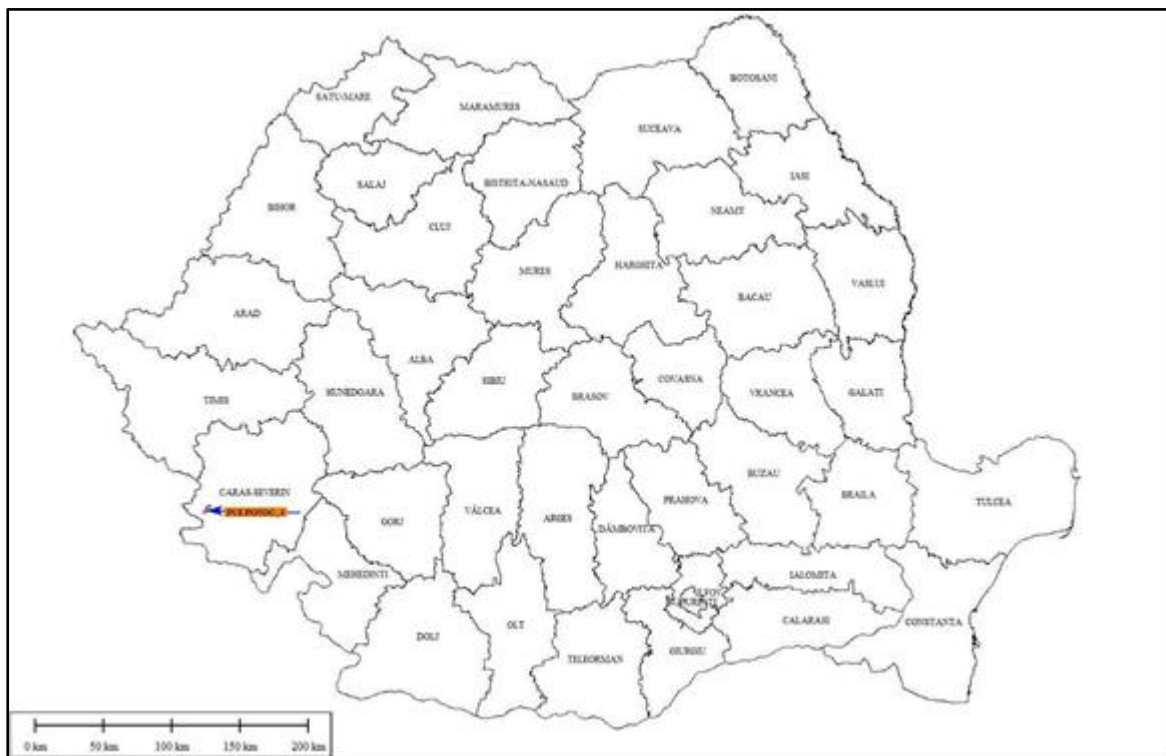 BOTOSANI
SATU-MARE
MARAMURES
SUCEAVA
IASI
SALAJ
BISTRITA-NASAUD
NEAMT
BIHOR
CLUJ
MURES
HARGHITA
BACAU
VASLUI
ARAD
ALBA
SIBIU
COVASNA
HUNEDOARA
BRASOV
VRANCEA
GALATI
TIMIS
CARAS-SEVERIN
BUZAU
BRAILA
TULCEA
PRAHOVA
GORJ
VÂLCEA
ARGES
DÂMBOVITA
MEHEDINTI
IALOMITA
CALARASI
CONSTANTA
DOLJ
OLT
TELEORMAN
GIURGIU
0 km 50 km 100 km 150 km 200 km